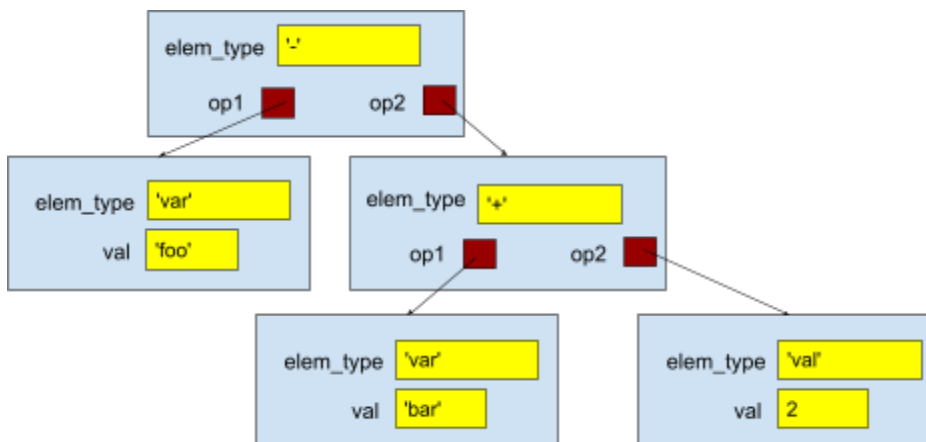 elem_type '-'
op1 op2
elem_type 'var'
val 'foo'
elem_type '+'
op1 op2
elem_type 'var'
val 'bar'
elem_type 'val'
val 2